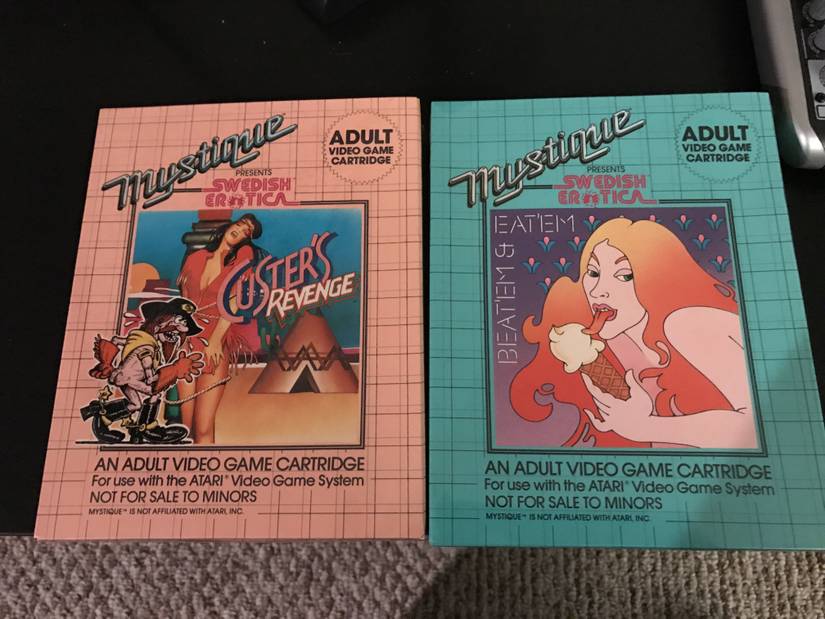 mystique
PRESENTS
SWEDISH
EROTICA
ADULT
VIDEO GAME
CARTRIDGE
CUSTER'S
REVENGE
AN ADULT VIDEO GAME CARTRIDGE
For use with the ATARI® Video Game System
NOT FOR SALE TO MINORS
MYSTIQUE™ IS NOT AFFILIATED WITH ATARI, INC.
mystique
PRESENTS
SWEDISH
EROTICA
ADULT
VIDEO GAME
CARTRIDGE
BEAT'EM &
EAT'EM
AN ADULT VIDEO GAME CARTRIDGE
For use with the ATARI® Video Game System
NOT FOR SALE TO MINORS
MYSTIQUE™ IS NOT AFFILIATED WITH ATARI, INC.